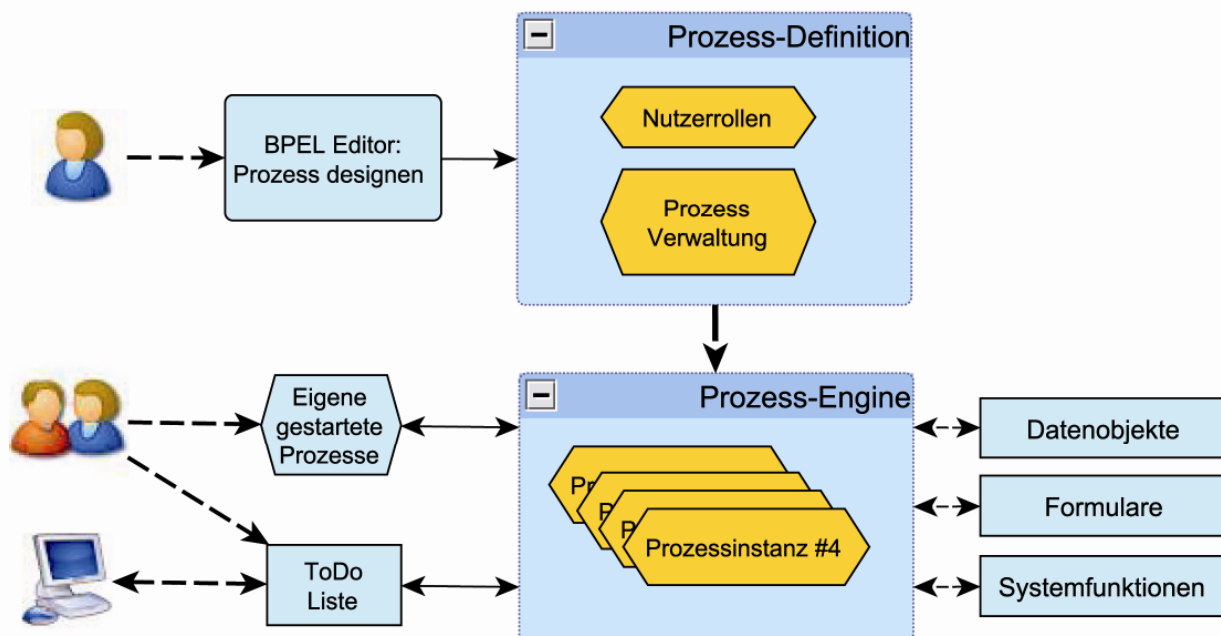 Prozess-Definition
Nutzerrollen
BPEL Editor:
Prozess designen
Prozess
Verwaltung
Prozess-Engine
Eigene
gestartete
Prozesse
Datenobjekte
Formulare
Prozessinstanz #4
ToDo
Liste
Systemfunktionen